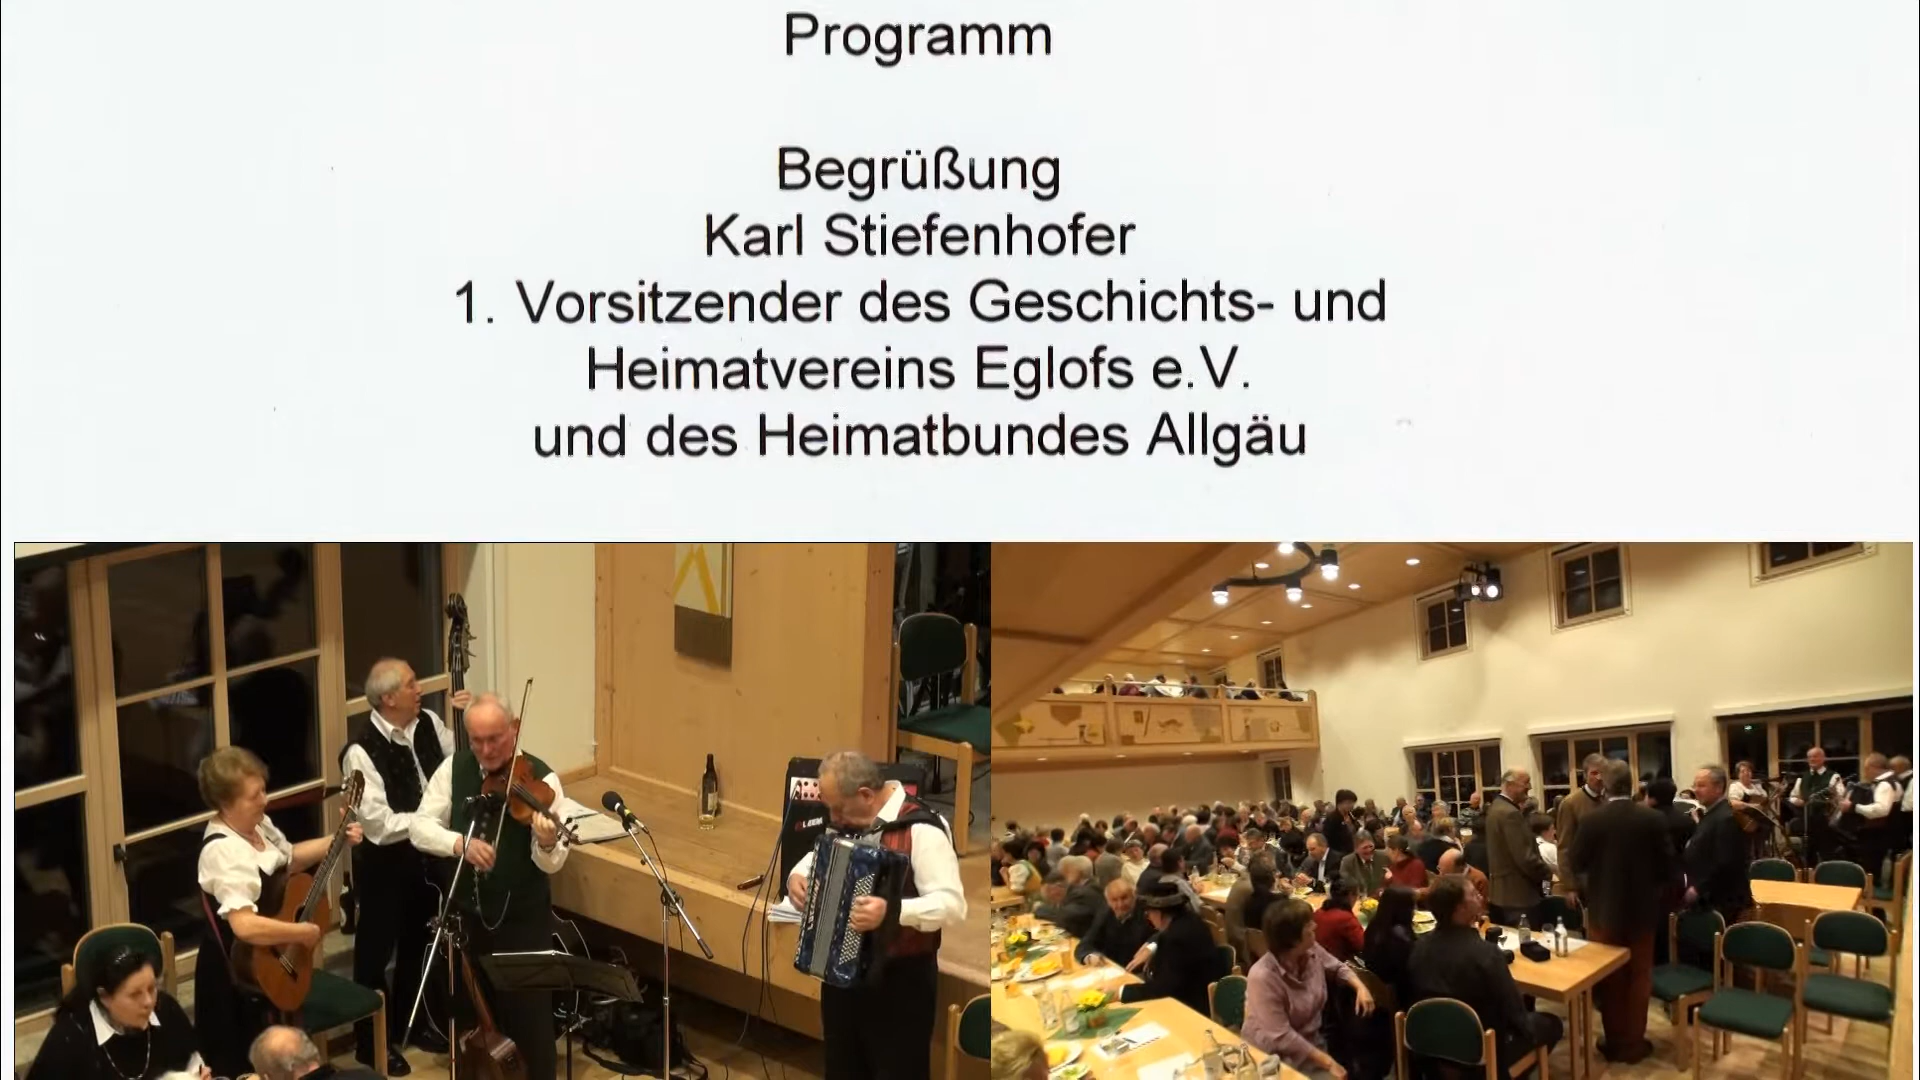 Programm
Begrüßung
Karl Stiefenhofer
1. Vorsitzender des Geschichts- und
Heimatvereins Eglofs e.V.
und des Heimatbundes Allgäu